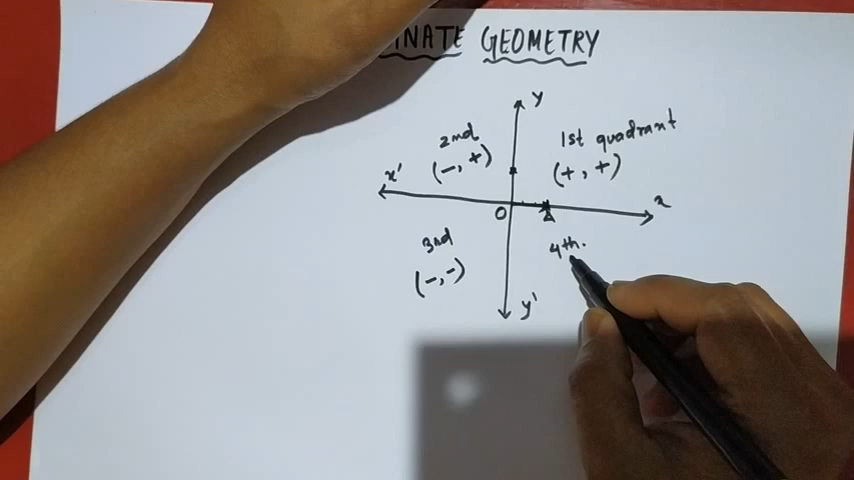 INATE GEOMETRY
y
2nd
1st quadrant
(-, +)
(+, +)
x'
x
O
A
3rd
4th.
(-, -)
y'